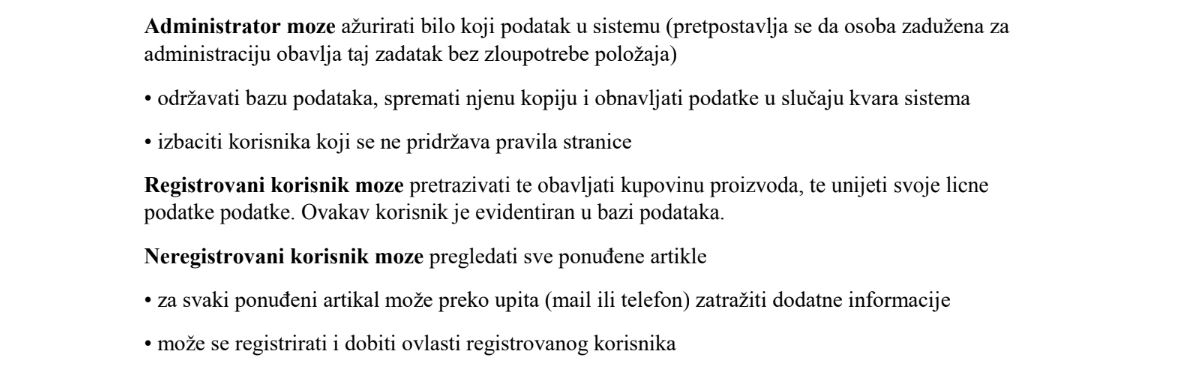 Administrator moze ažurirati bilo koji podatak u sistemu (pretpostavlja se da osoba zadužena za
administraciju obavlja taj zadatak bez zloupotrebe položaja)
• održavati bazu podataka, spremati njenu kopiju i obnavljati podatke u slučaju kvara sistema
• izbaciti korisnika koji se ne pridržava pravila stranice
Registrovani korisnik moze pretrazivati te obavljati kupovinu proizvoda, te unijeti svoje licne
podatke podatke. Ovakav korisnik je evidentiran u bazi podataka.
Neregistrovani korisnik moze pregledati sve ponuđene artikle
• za svaki ponuđeni artikal može preko upita (mail ili telefon) zatražiti dodatne informacije
• može se registrirati i dobiti ovlasti registrovanog korisnika